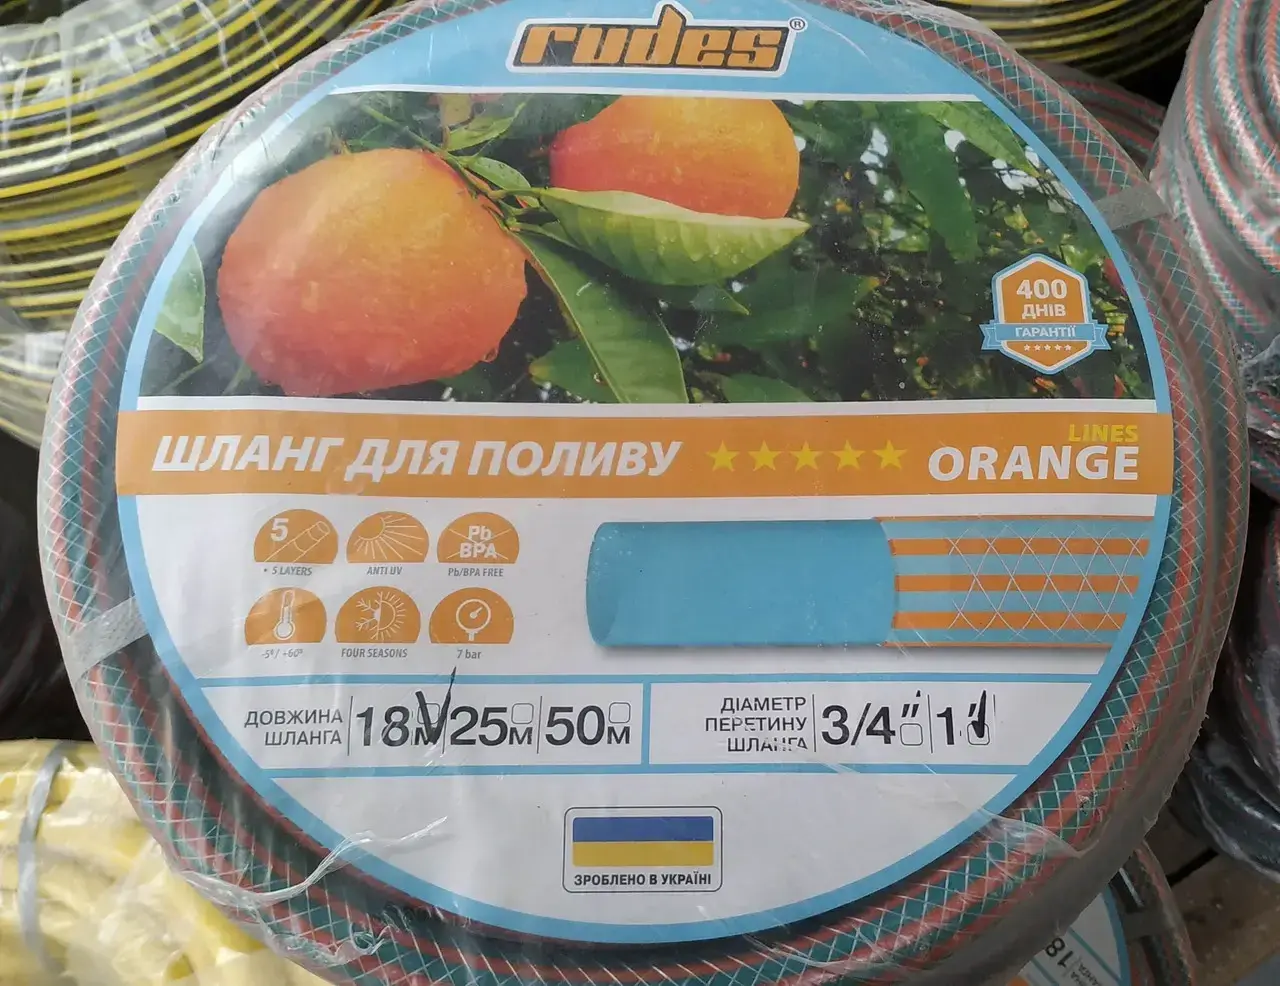 rudes®
400
ДНІВ
ГАРАНТІЇ
ШЛАНГ ДЛЯ ПОЛИВУ
LINES
ORANGE
5
Pb
BPA
• 5 LAYERS
ANTI UV
Pb/BPA FREE
-5°/+60°
FOUR SEASONS
7 bar
ДОВЖИНА
ШЛАНГА
18м
25м
50м
ДІАМЕТР
ПЕРЕТИНУ
ШЛАНГА
3/4"
1"
ЗРОБЛЕНО В УКРАЇНІ
18